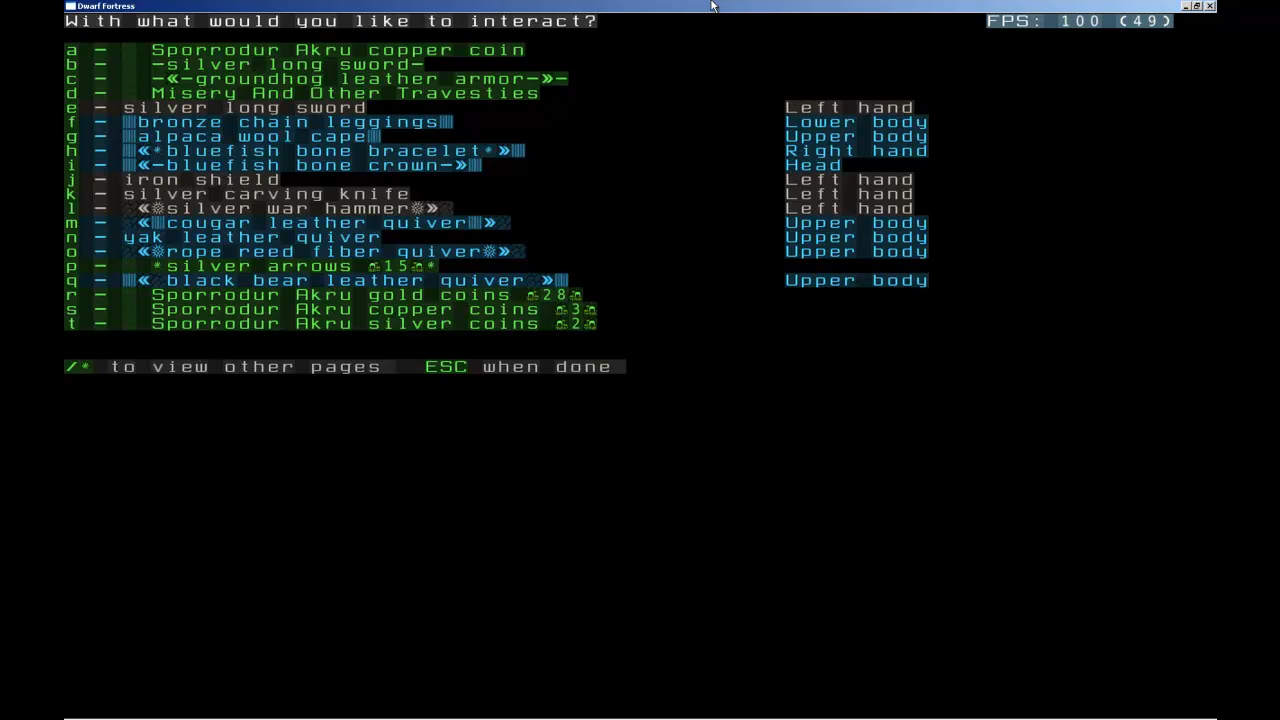 Dwarf Fortress
With what would you like to interact? FPS: 100 (49)
a - Sporrodur Akru copper coin
b - -silver long sword-
c - -«-groundhog leather armor-»-
d - Misery And Other Travesties
e - silver long sword Left hand
f - bronze chain leggings Lower body
g - alpaca wool cape Upper body
h - «*bluefish bone bracelet*» Right hand
i - «-bluefish bone crown-» Head
j - iron shield Left hand
k - silver carving knife Left hand
l - «☼silver war hammer☼» Left hand
m - «cougar leather quiver» Upper body
n - yak leather quiver Upper body
o - «☼rope reed fiber quiver☼» Upper body
p - *silver arrows 15*
q - « black bear leather quiver » Upper body
r - Sporrodur Akru gold coins 28
s - Sporrodur Akru copper coins 3
t - Sporrodur Akru silver coins 2
/* to view other pages ESC when done